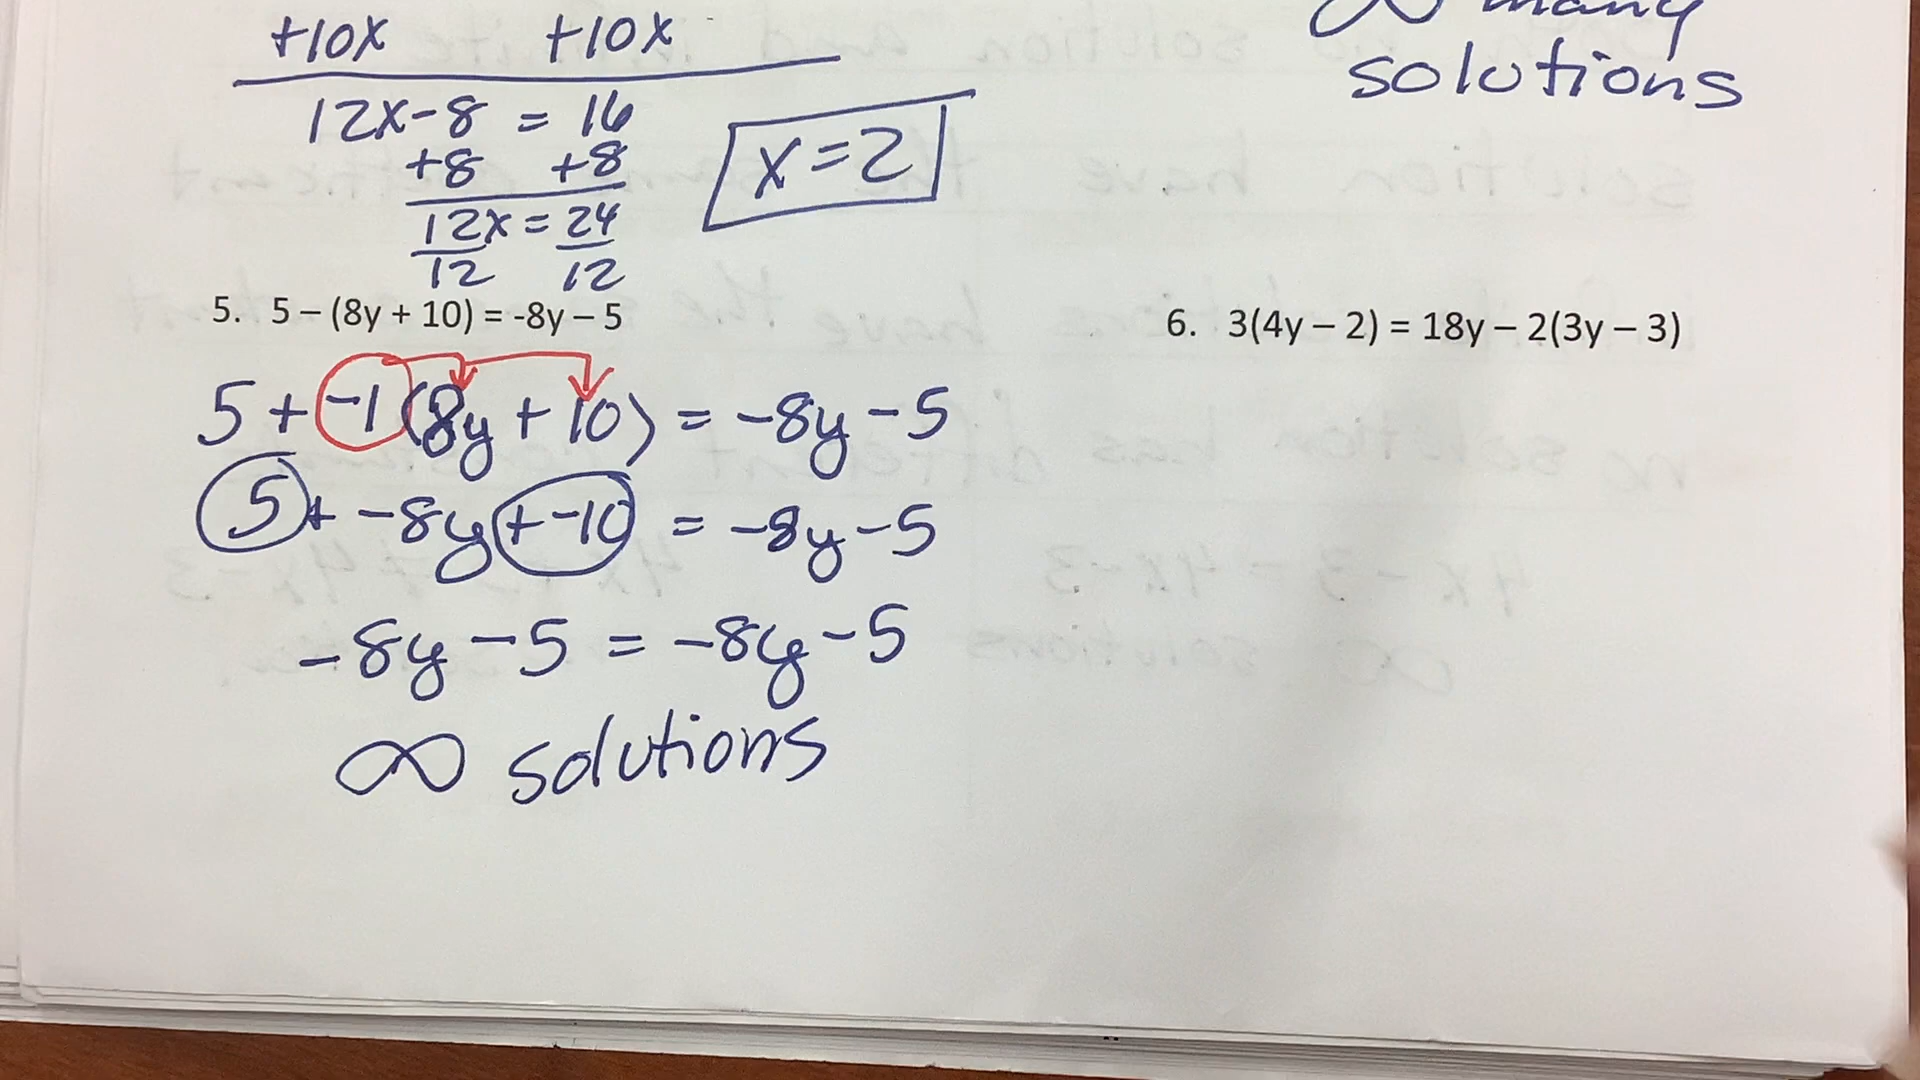 +10x +10x
12x-8 = 16
+8 +8
12x = 24
12 12
x=2
∞ many
solutions
5. 5 – (8y + 10) = -8y – 5
5 + -1(8y + 10) = -8y - 5
5 + -8y + -10 = -8y - 5
-8y - 5 = -8y - 5
∞ solutions
6. 3(4y – 2) = 18y – 2(3y – 3)